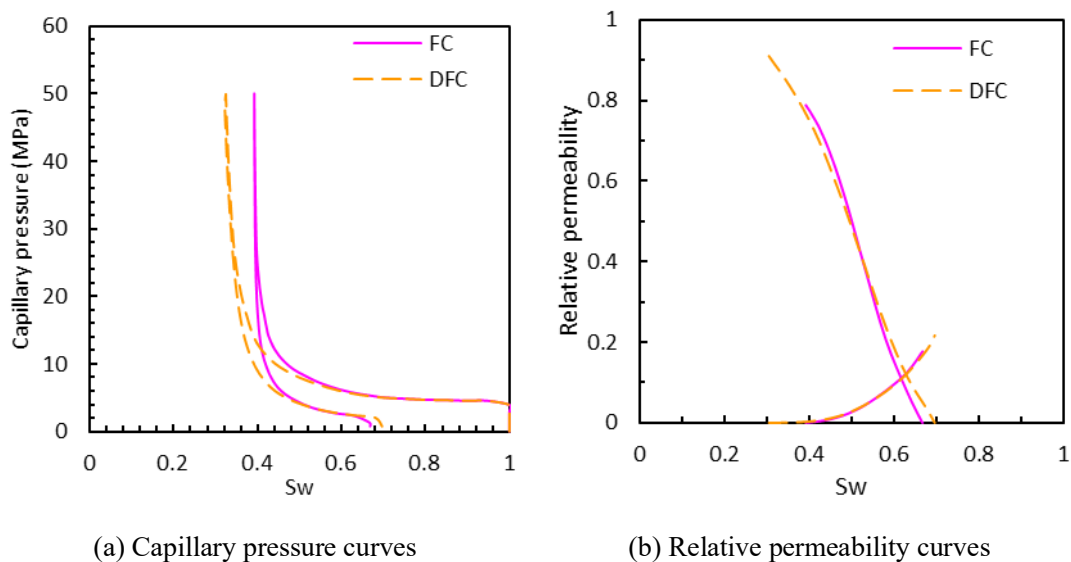 60
50
40
30
20
10
0
Capillary pressure (MPa)
FC
DFC
0 0.2 0.4 0.6 0.8 1
Sw
(a) Capillary pressure curves
1
0.8
0.6
0.4
0.2
0
Relative permeability
FC
DFC
0 0.2 0.4 0.6 0.8 1
Sw
(b) Relative permeability curves